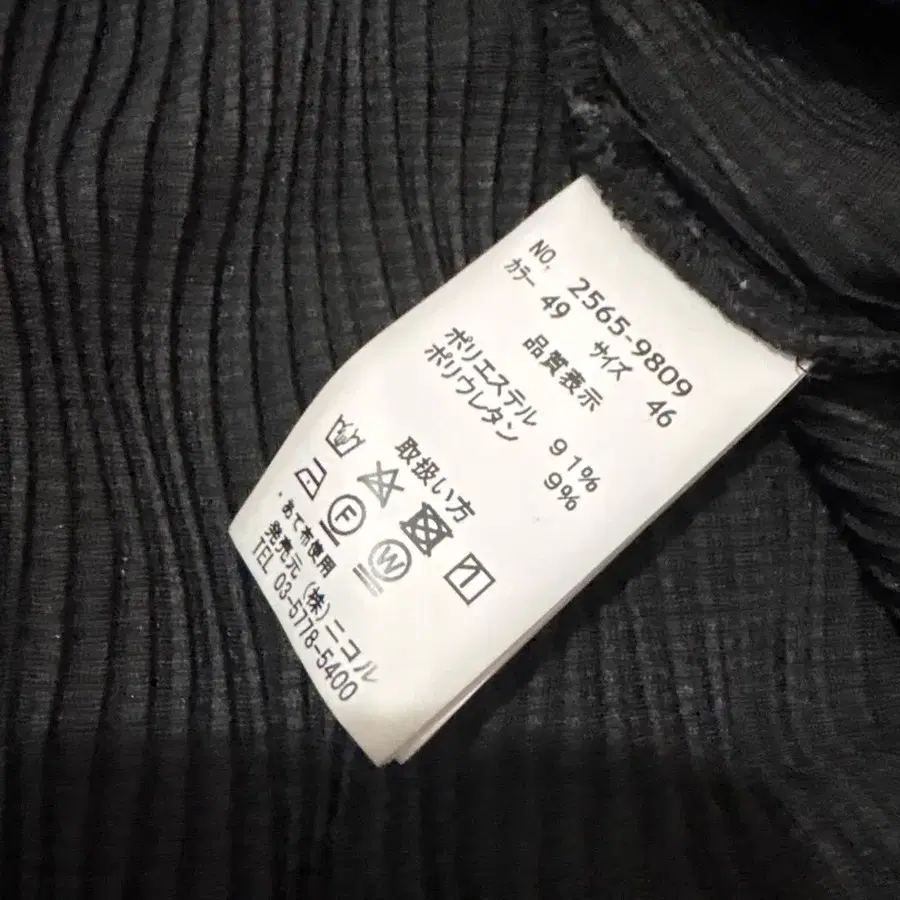 NO. 2565-9809
カラー 49 サイズ 46
品質表示
ポリエステル 91%
ポリウレタン 9%
取扱い方
F W
・あて布使用
発売元 (株)ニコル
TEL 03-5778-5400